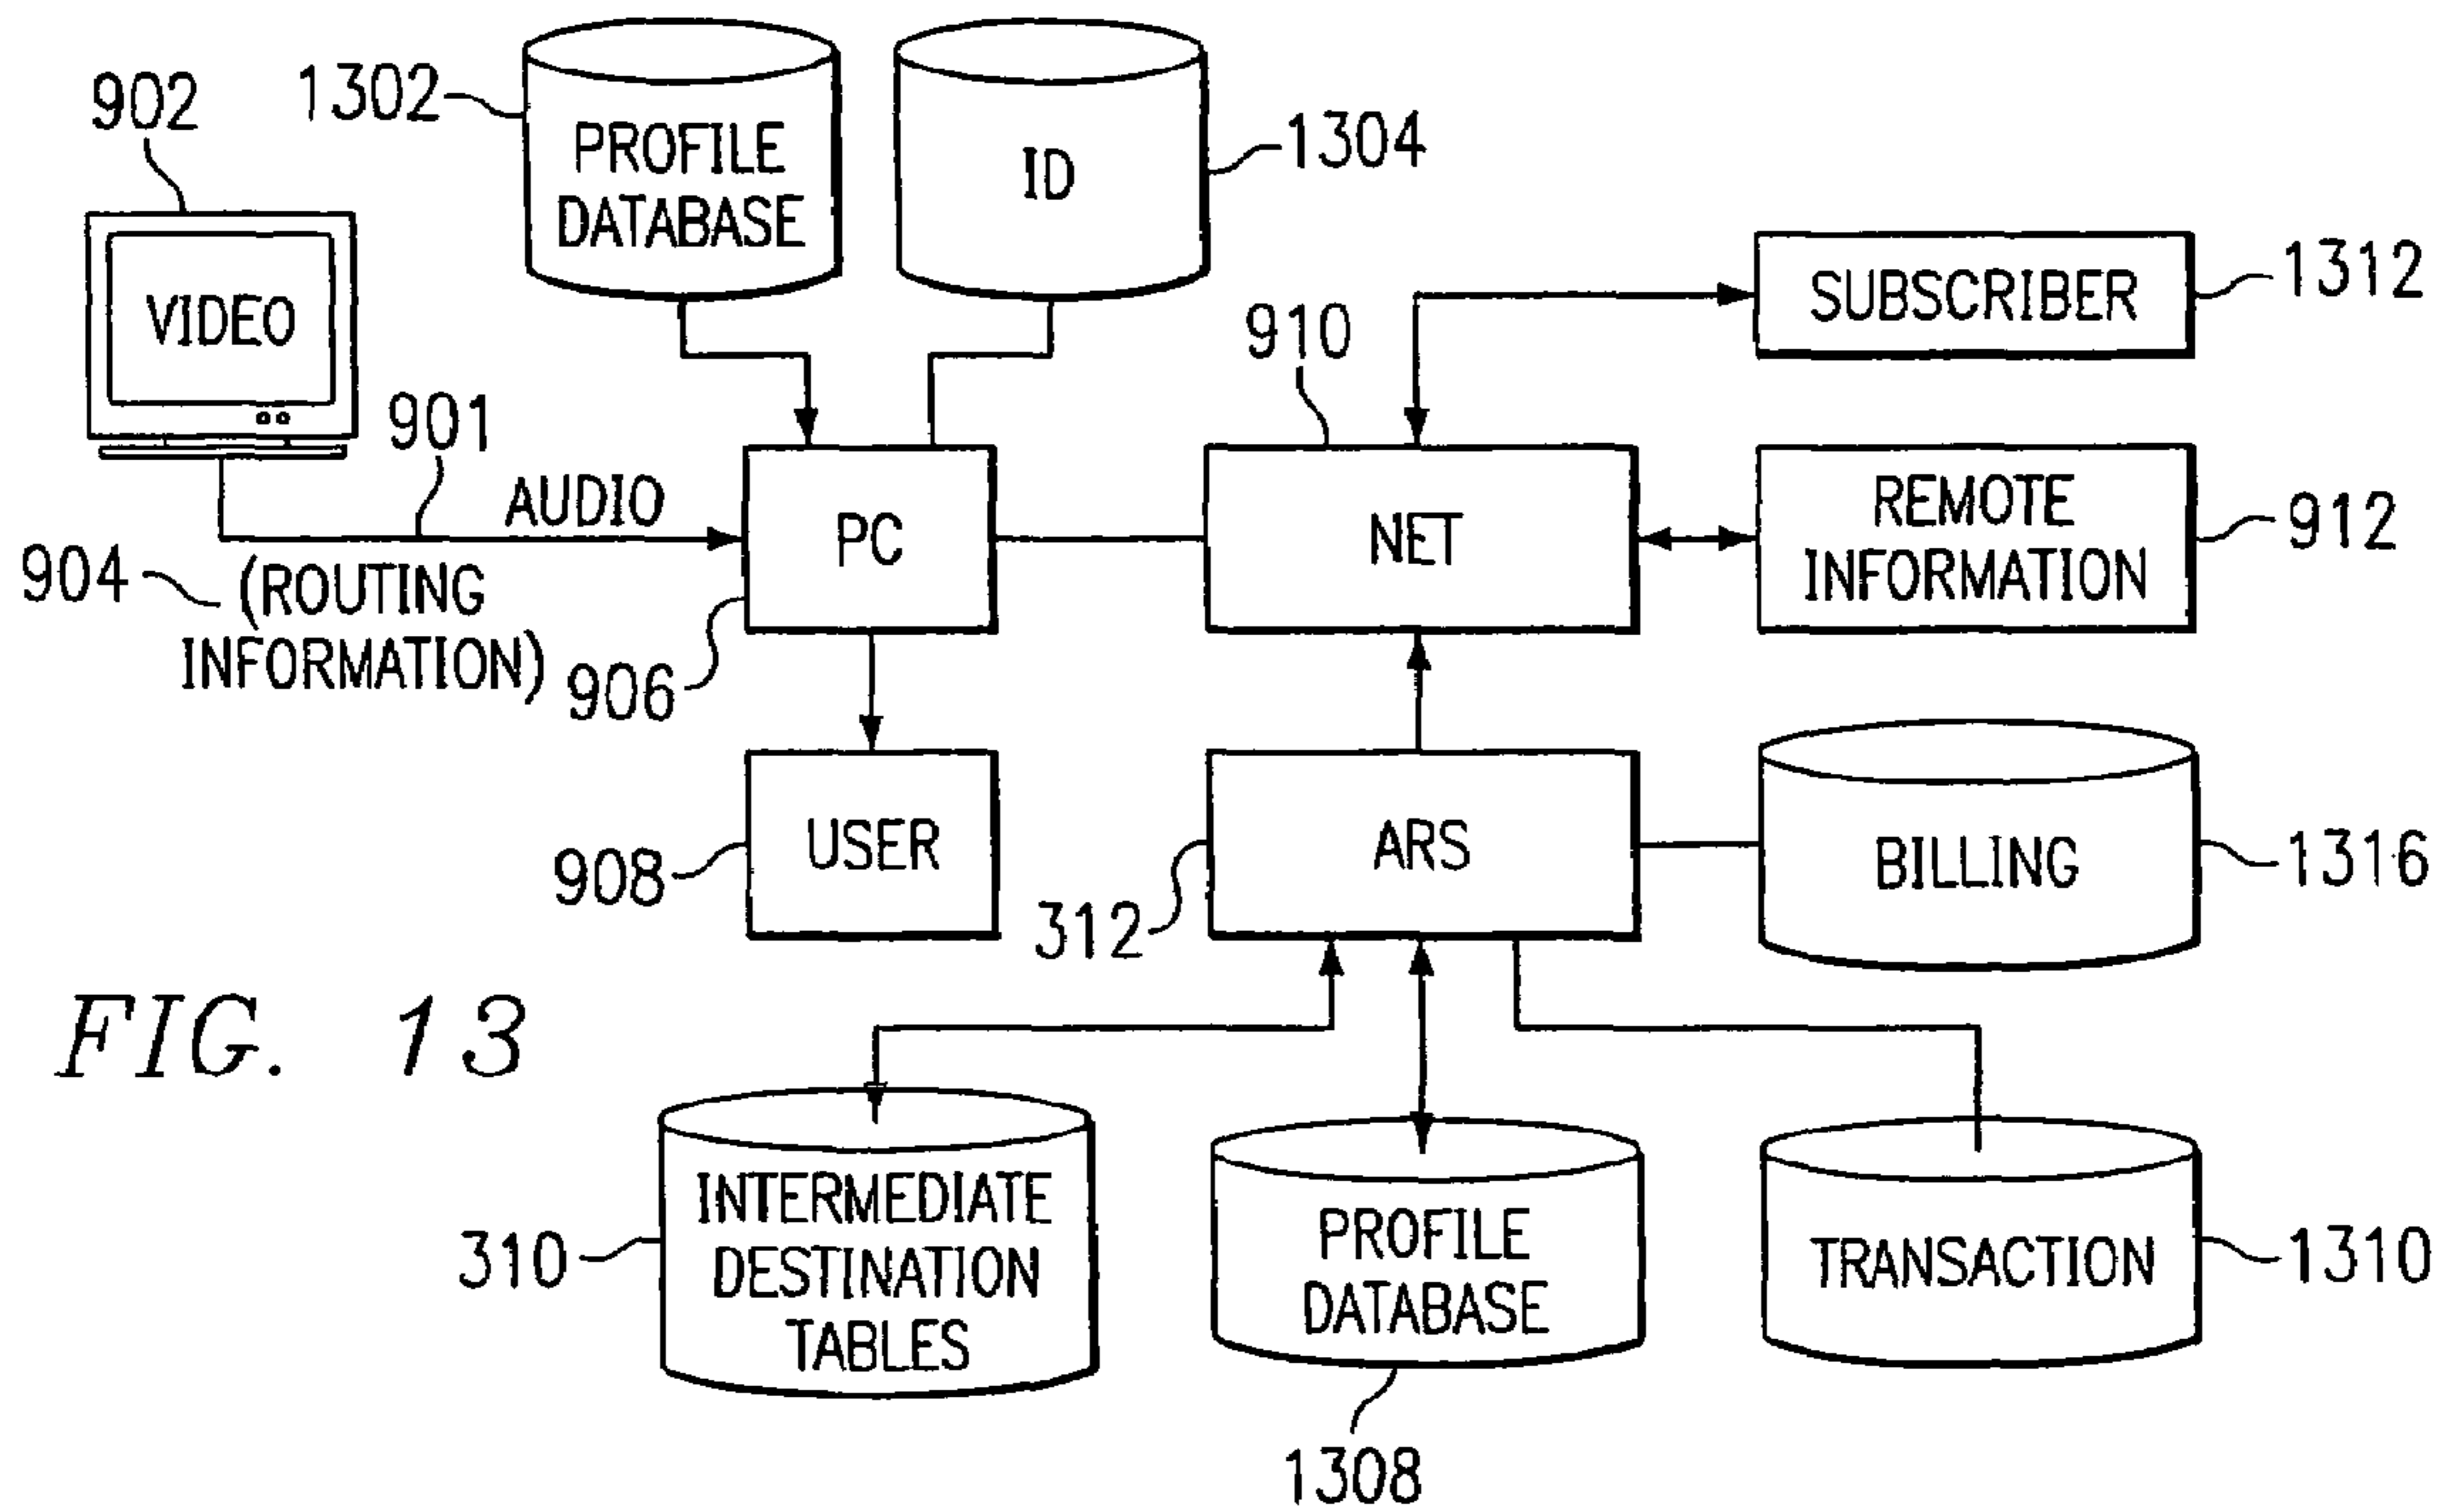 902
1302
PROFILE
DATABASE
ID
1304
VIDEO
901
910
SUBSCRIBER
1312
AUDIO
904
(ROUTING
INFORMATION)
906
PC
NET
REMOTE
INFORMATION
912
USER
908
ARS
312
BILLING
1316
FIG. 13
INTERMEDIATE
DESTINATION
TABLES
310
PROFILE
DATABASE
1308
TRANSACTION
1310